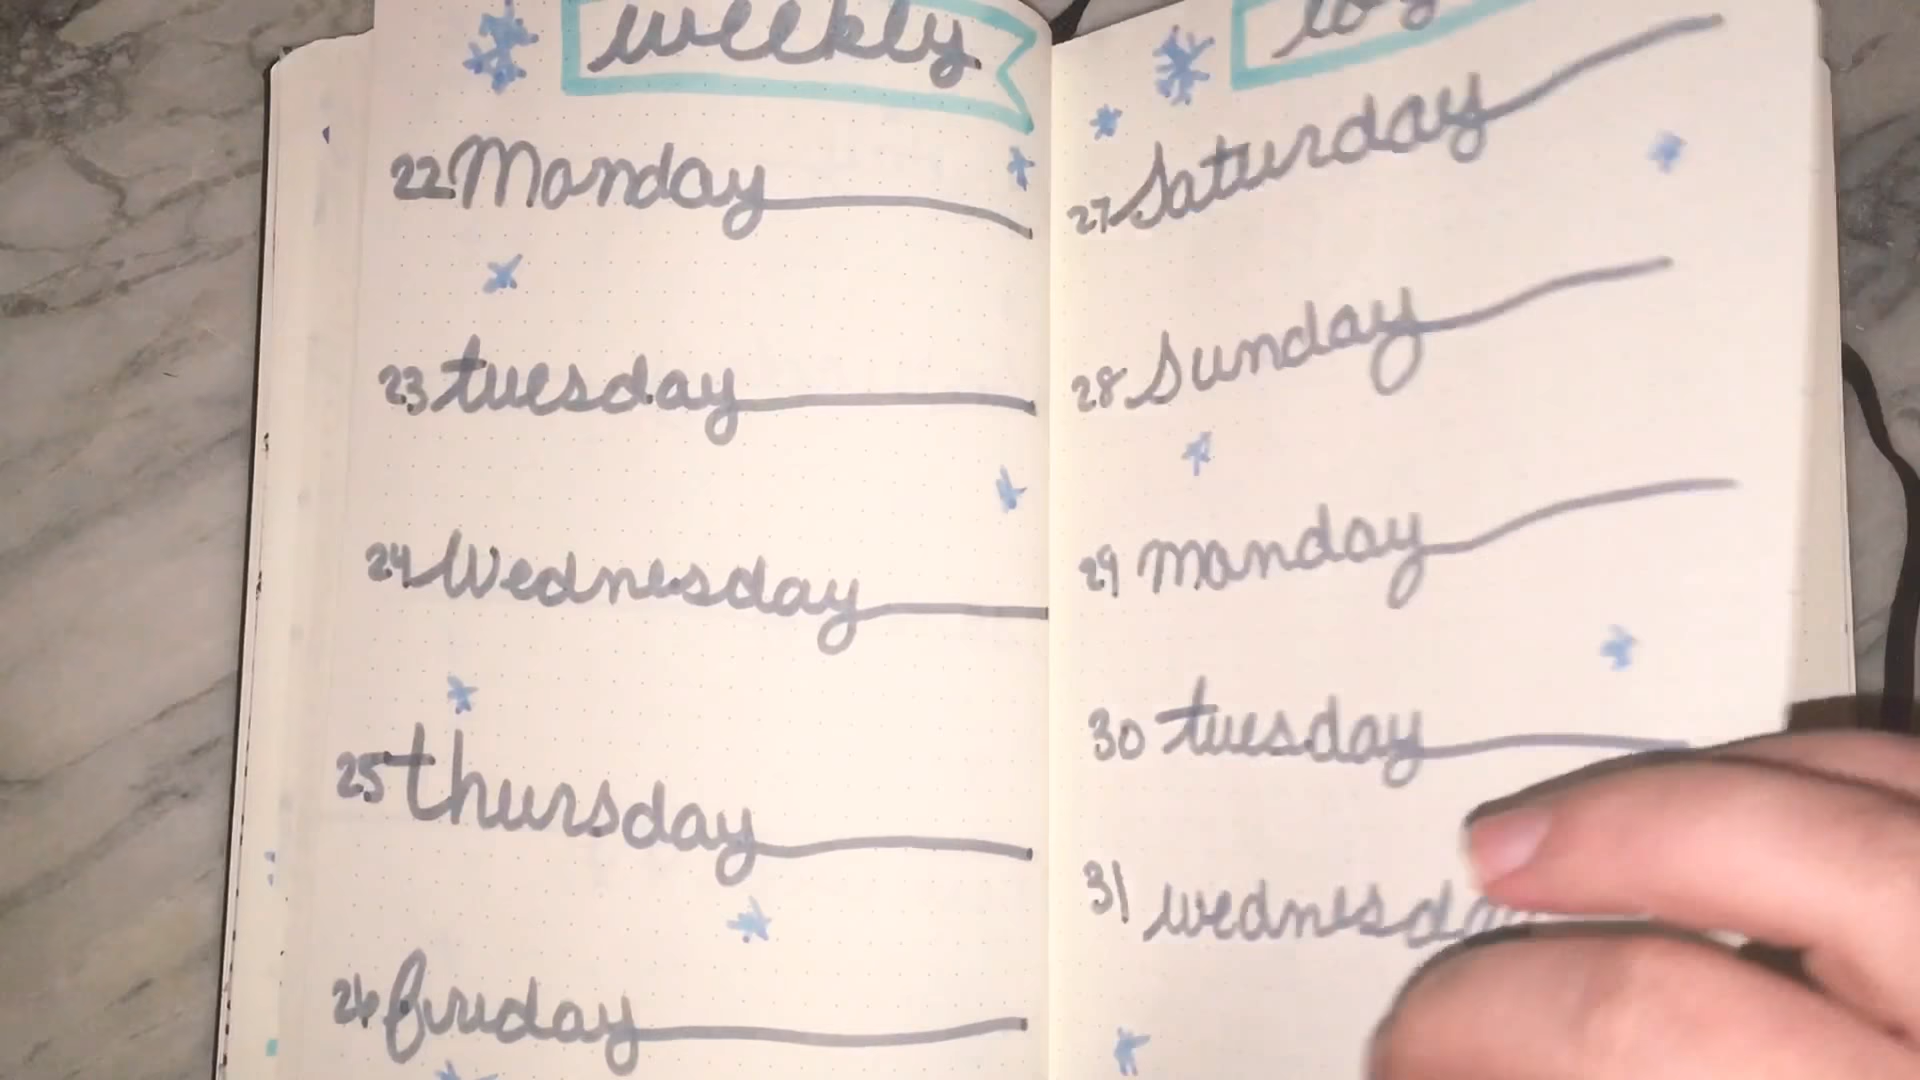 weekly
22 Monday
23 tuesday
24 Wednesday
25 thursday
26 friday
log
27 Saturday
28 Sunday
29 monday
30 tuesday
31 wednesday